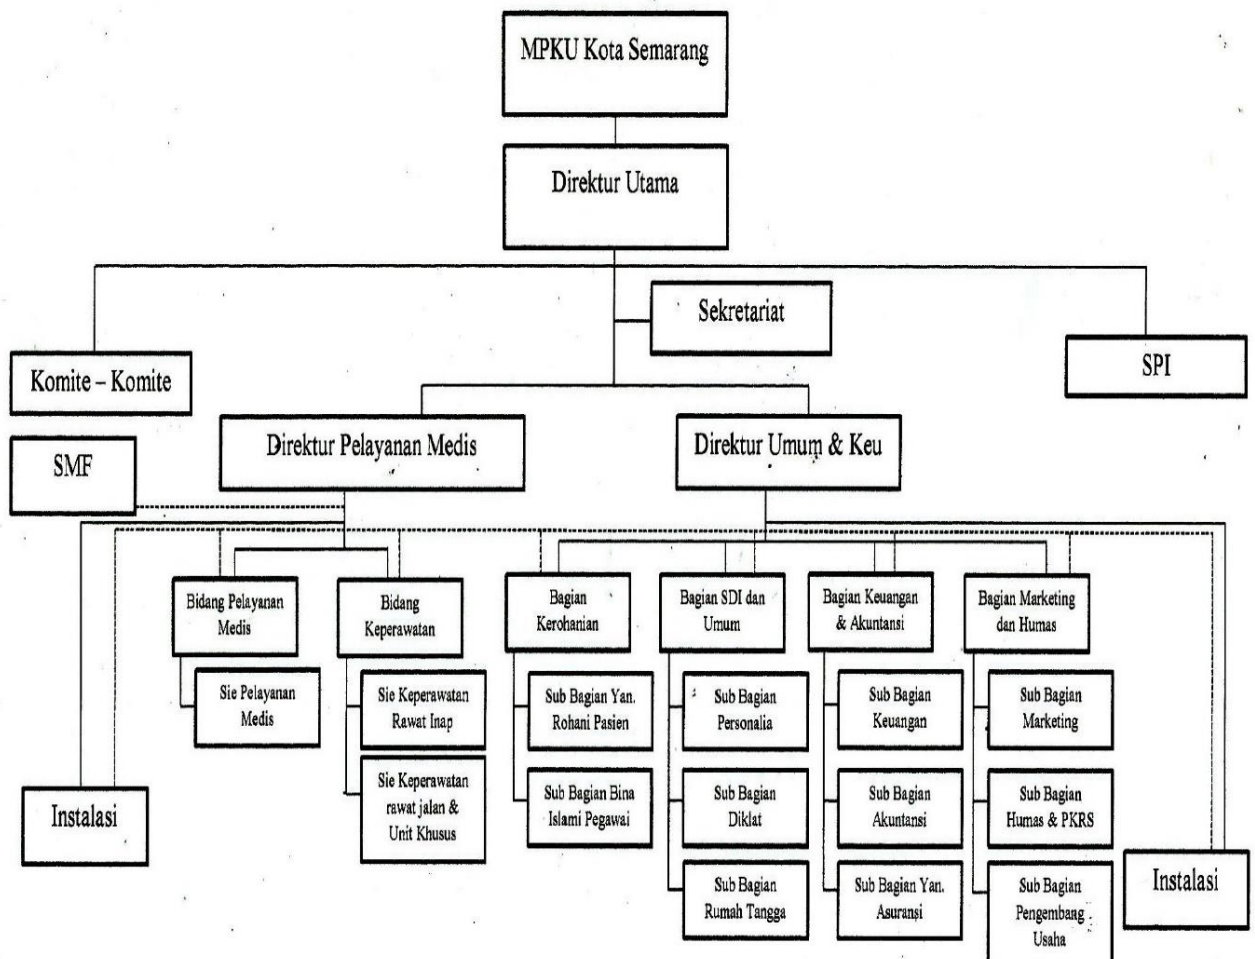 MPKU Kota Semarang
Direktur Utama
Sekretariat
Komite – Komite
SPI
Direktur Pelayanan Medis
Direktur Umum & Keu
SMF
Bidang Pelayanan
Medis
Bidang
Keperawatan
Bagian
Kerohanian
Bagian SDI dan
Umum
Bagian Keuangan
& Akuntansi
Bagian Marketing
dan Humas
Sie Pelayanan
Medis
Sie Keperawatan
Rawat Inap
Sub Bagian Yan.
Rohani Pasien
Sub Bagian
Personalia
Sub Bagian
Keuangan
Sub Bagian
Marketing
Instalasi
Sie Keperawatan
rawat jalan &
Unit Khusus
Sub Bagian Bina
Islami Pegawai
Sub Bagian
Diklat
Sub Bagian
Akuntansi
Sub Bagian
Humas & PKRS
Instalasi
Sub Bagian
Rumah Tangga
Sub Bagian Yan.
Asuransi
Sub Bagian
Pengembang
Usaha